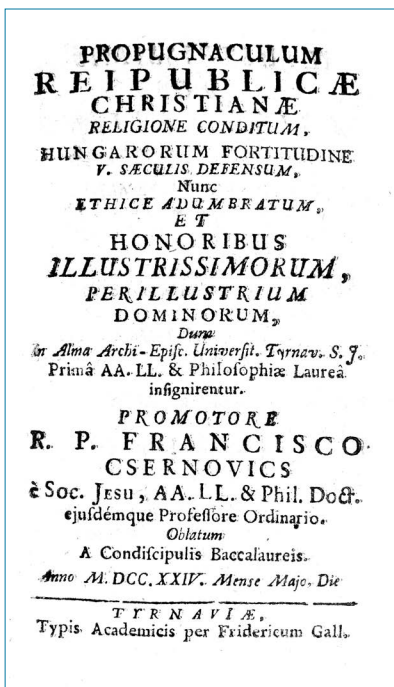 PROPUGNACULUM
REIPUBLICÆ
CHRISTIANÆ
RELIGIONE CONDITUM,
HUNGARORUM FORTITUDINE
V. SÆCULIS DEFENSUM,
Nunc
ETHICE ADUMBRATUM,
ET
HONORIBUS
ILLUSTRISSIMORUM,
PERILLUSTRIUM
DOMINORUM,
Dum
in Alma Archi-Episc. Universit. Tyrnav. S. J.
Primâ AA. LL. & Philosophiæ Laureâ
insignirentur.
PROMOTORE
R. P. FRANCISCO
CSERNOVICS
è Soc. JESU, AA. LL. & Phil. Doct.
ejusdémque Professore Ordinario.
Oblatum
A Condiscipulis Baccalaureis.
Anno M. DCC. XXIV. Mense Majo, Die
TYRNAVIÆ,
Typis Academicis per Fridericum Gall.